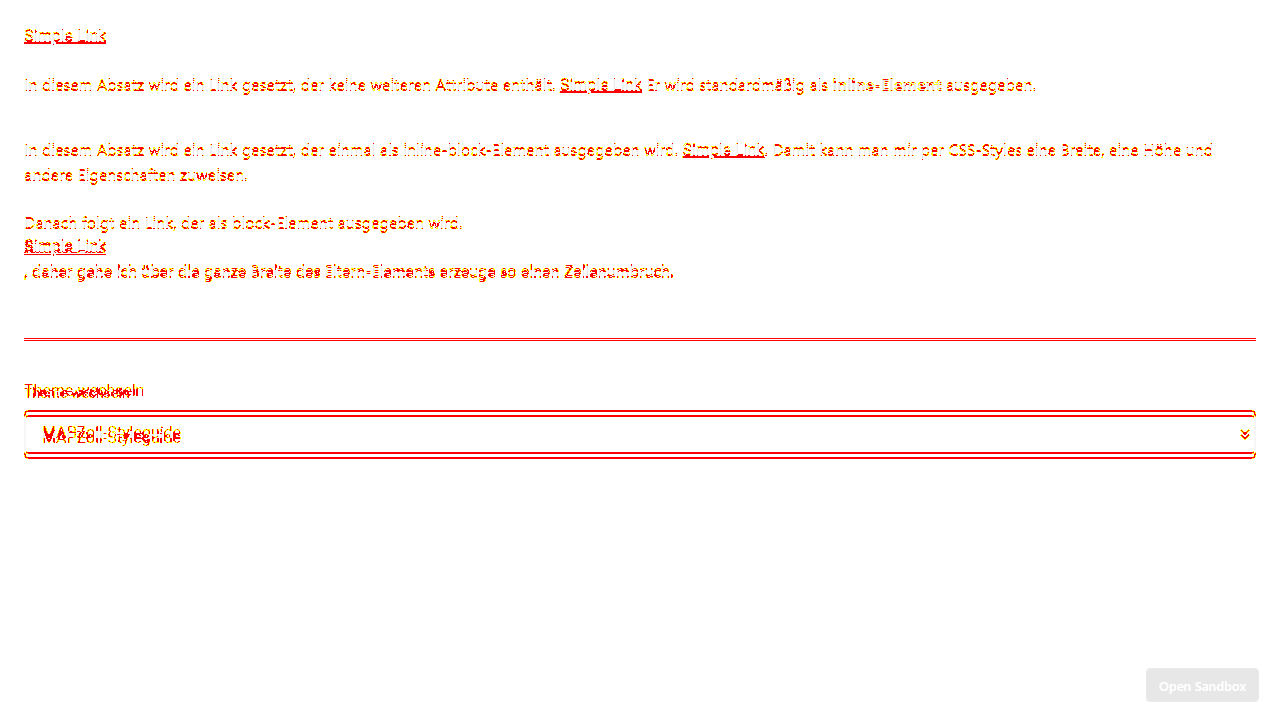 Simple Link
In diesem Absatz wird ein Link gesetzt, der keine weiteren Attribute enthält. Simple Link Er wird standardmäßig als inline-Element ausgegeben.
In diesem Absatz wird ein Link gesetzt, der einmal als inline-block-Element ausgegeben wird. Simple Link. Damit kann man mir per CSS-Styles eine Breite, eine Höhe und
andere Eigenschaften zuweisen.
Danach folgt ein Link, der als block-Element ausgegeben wird.
Simple Link
, daher gehe ich über die ganze Breite des Eltern-Elements erzeuge so einen Zeilenumbruch.
Theme wechseln
Styleguide
Open Sandbox